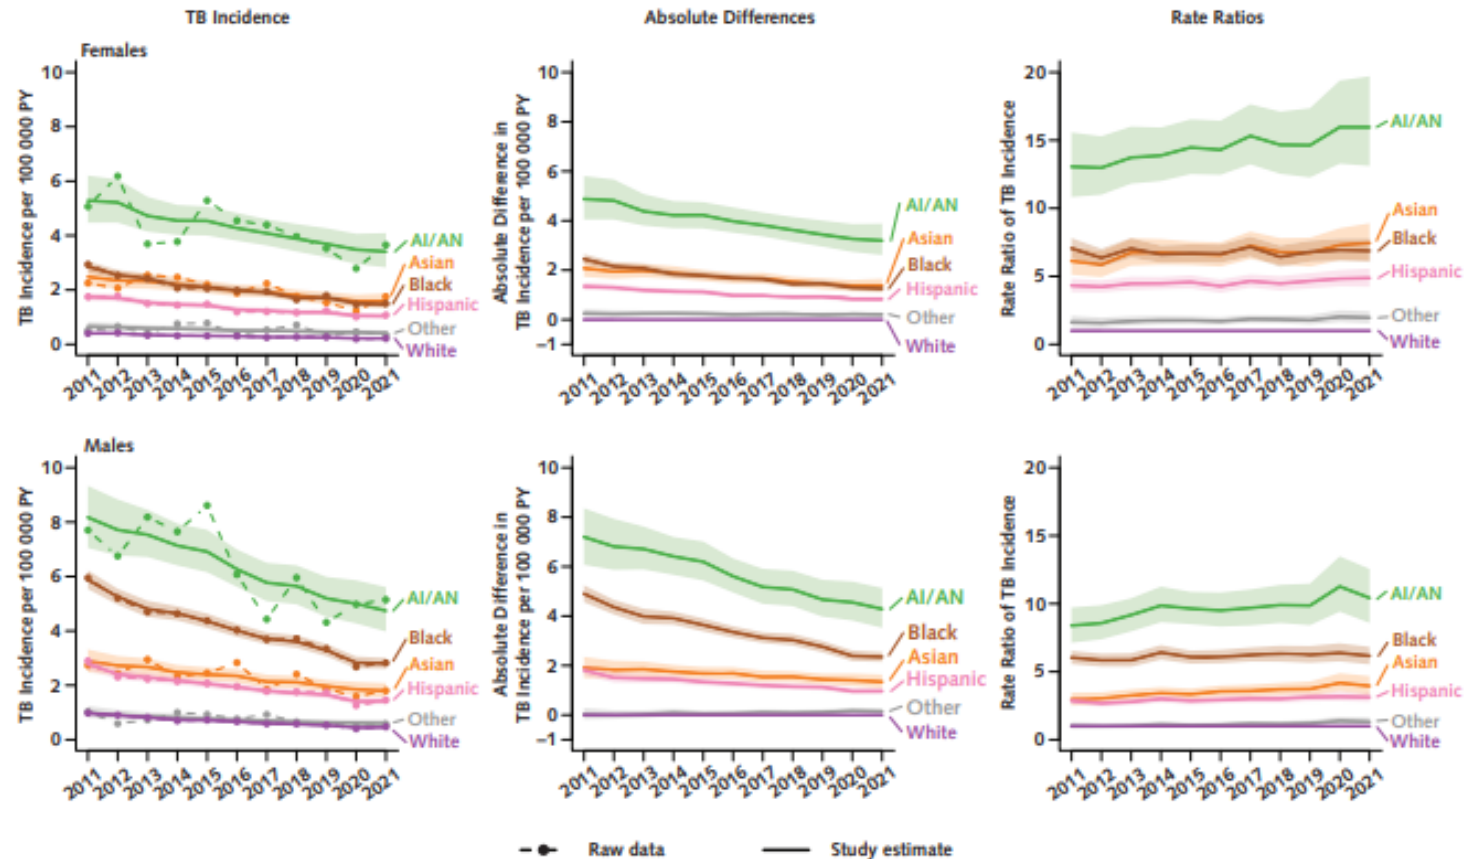 TB Incidence
Absolute Differences
Rate Ratios
Females
TB Incidence per 100 000 PY
10
8
6
4
2
0
AI/AN
Asian
Black
Hispanic
Other
White
2011 2012 2013 2014 2015 2016 2017 2018 2019 2020 2021
Absolute Difference in
TB Incidence per 100 000 PY
10
8
6
4
2
0
–1
AI/AN
Asian
Black
Hispanic
Other
White
2011 2012 2013 2014 2015 2016 2017 2018 2019 2020 2021
Rate Ratio of TB Incidence
20
15
10
5
0
AI/AN
Asian
Black
Hispanic
Other
White
2011 2012 2013 2014 2015 2016 2017 2018 2019 2020 2021
Males
TB Incidence per 100 000 PY
10
8
6
4
2
0
AI/AN
Black
Asian
Hispanic
Other
White
2011 2012 2013 2014 2015 2016 2017 2018 2019 2020 2021
Absolute Difference in
TB Incidence per 100 000 PY
10
8
6
4
2
0
–1
AI/AN
Black
Asian
Hispanic
Other
White
2011 2012 2013 2014 2015 2016 2017 2018 2019 2020 2021
Rate Ratio of TB Incidence
20
15
10
5
0
AI/AN
Black
Asian
Hispanic
Other
White
2011 2012 2013 2014 2015 2016 2017 2018 2019 2020 2021
Raw data
Study estimate